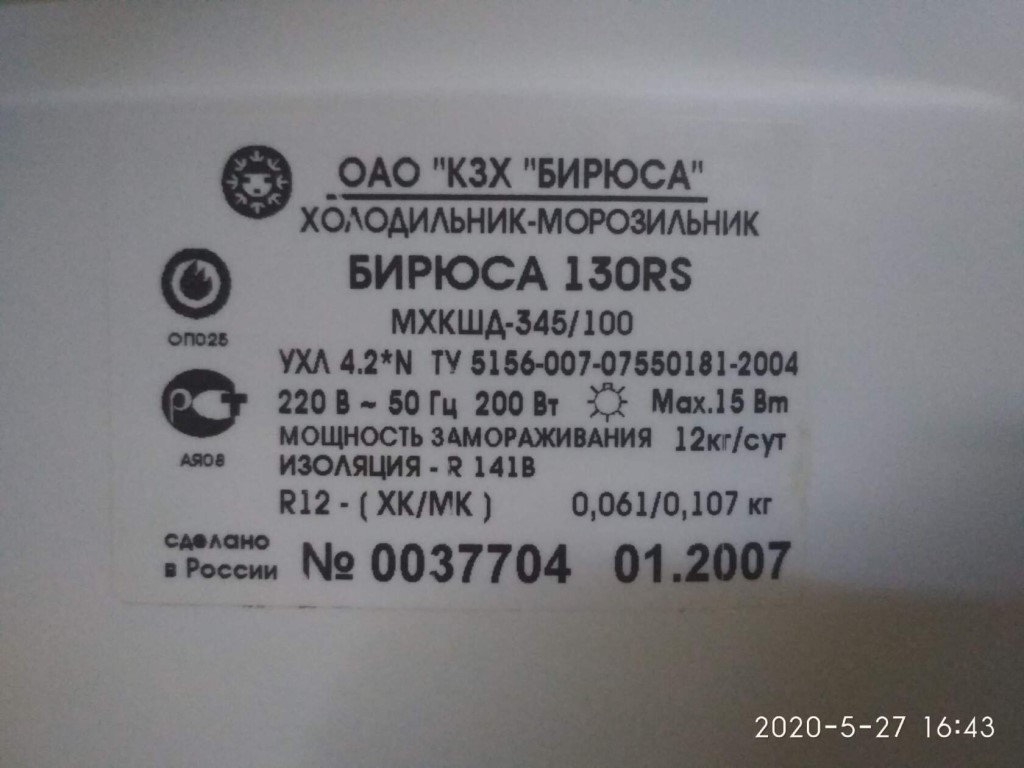 ОАО "КЗХ "БИРЮСА"
ХОЛОДИЛЬНИК-МОРОЗИЛЬНИК
БИРЮСА 130RS
МХКШД-345/100
ОП025
УХЛ 4.2*N ТУ 5156-007-07550181-2004
РСТ
220 В ~ 50 Гц 200 Вт Max.15 Вт
МОЩНОСТЬ ЗАМОРАЖИВАНИЯ 12кг/сут
АЯ08
ИЗОЛЯЦИЯ - R 141B
R12 - ( ХК/МК ) 0,061/0,107 кг
сделано
в России
№ 0037704 01.2007
2020-5-27 16:43